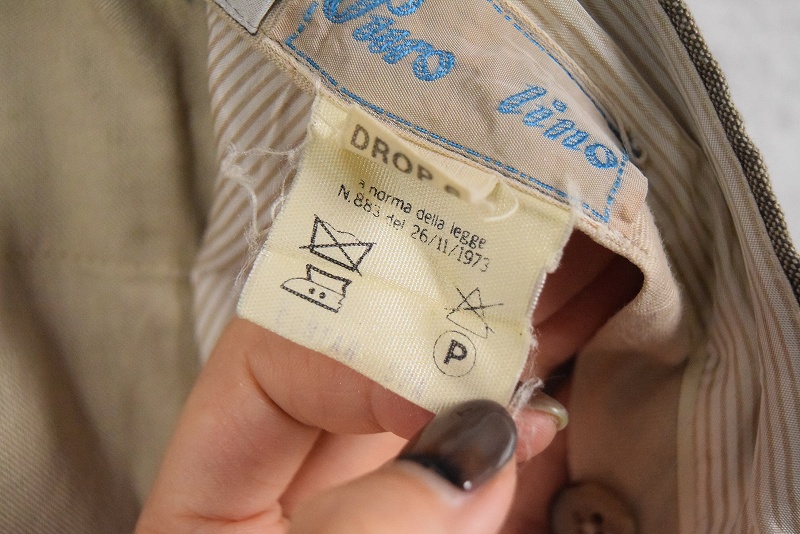 Puro
lino
DROP
a norma della legge
N.883 del 26/11/1973
P